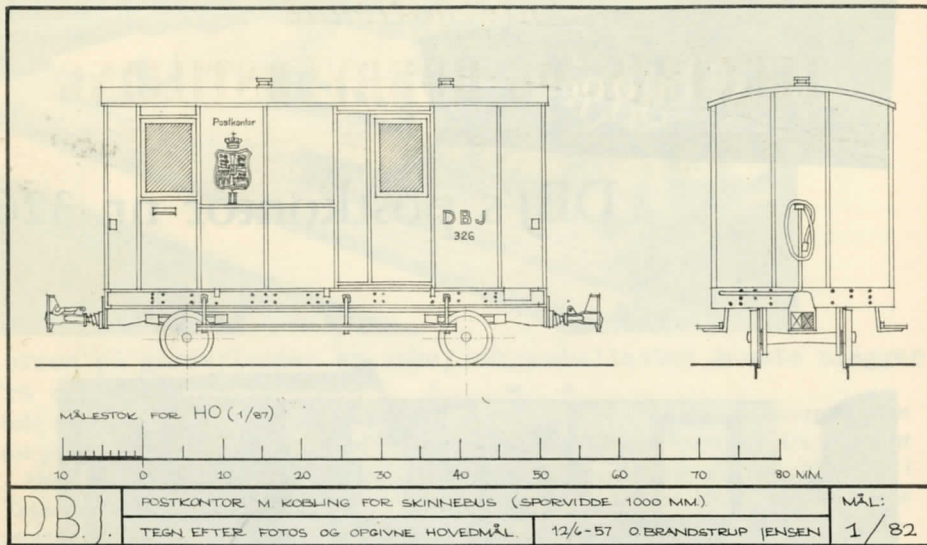 Postkontor
DBJ
326
MÅLESTOK FOR HO (1/87)
10 0 10 20 30 40 50 60 70 80 MM.
D.B.J.
POSTKONTOR M. KOBLING FOR SKINNEBUS (SPORVIDDE 1000 MM.)
TEGN. EFTER FOTOS OG OPGIVNE HOVEDMÅL.
12/6-57 O.BRANDSTRUP JENSEN
MÅL:
1/82